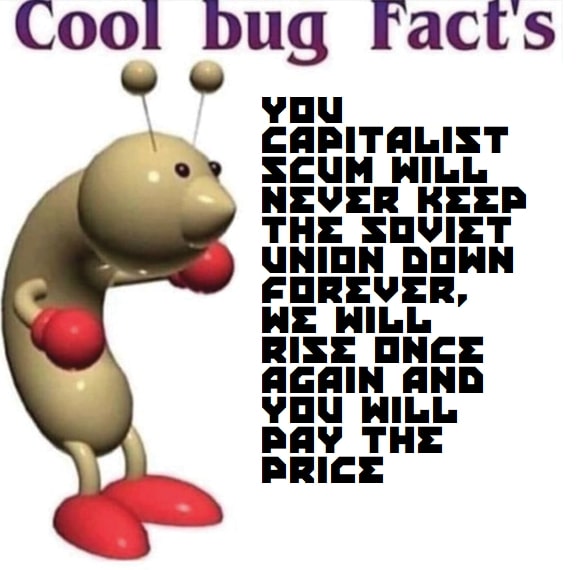 Cool bug Fact's
YOU
CAPITALIST
SCUM WILL
NEVER KEEP
THE SOVIET
UNION DOWN
FOREVER,
WE WILL
RISE ONCE
AGAIN AND
YOU WILL
PAY THE
PRICE